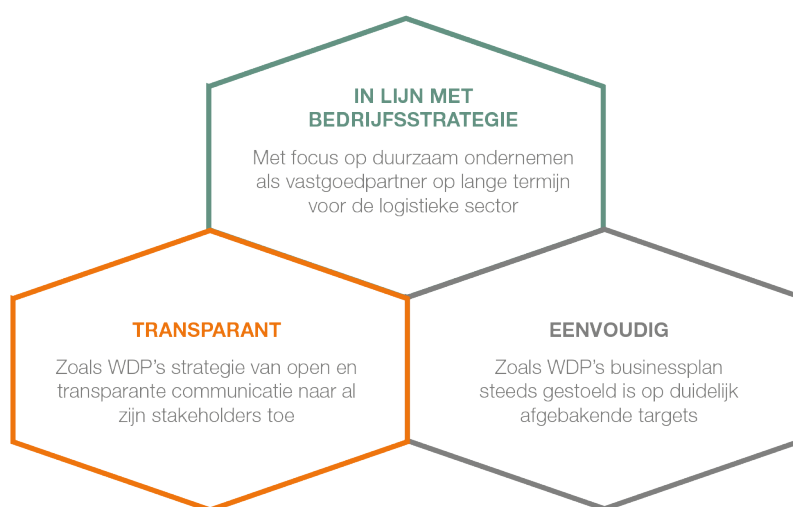 IN LIJN MET
BEDRIJFSSTRATEGIE
Met focus op duurzaam ondernemen
als vastgoedpartner op lange termijn
voor de logistieke sector
TRANSPARANT
Zoals WDP's strategie van open en
transparante communicatie naar al
zijn stakeholders toe
EENVOUDIG
Zoals WDP's businessplan
steeds gestoeld is op duidelijk
afgebakende targets